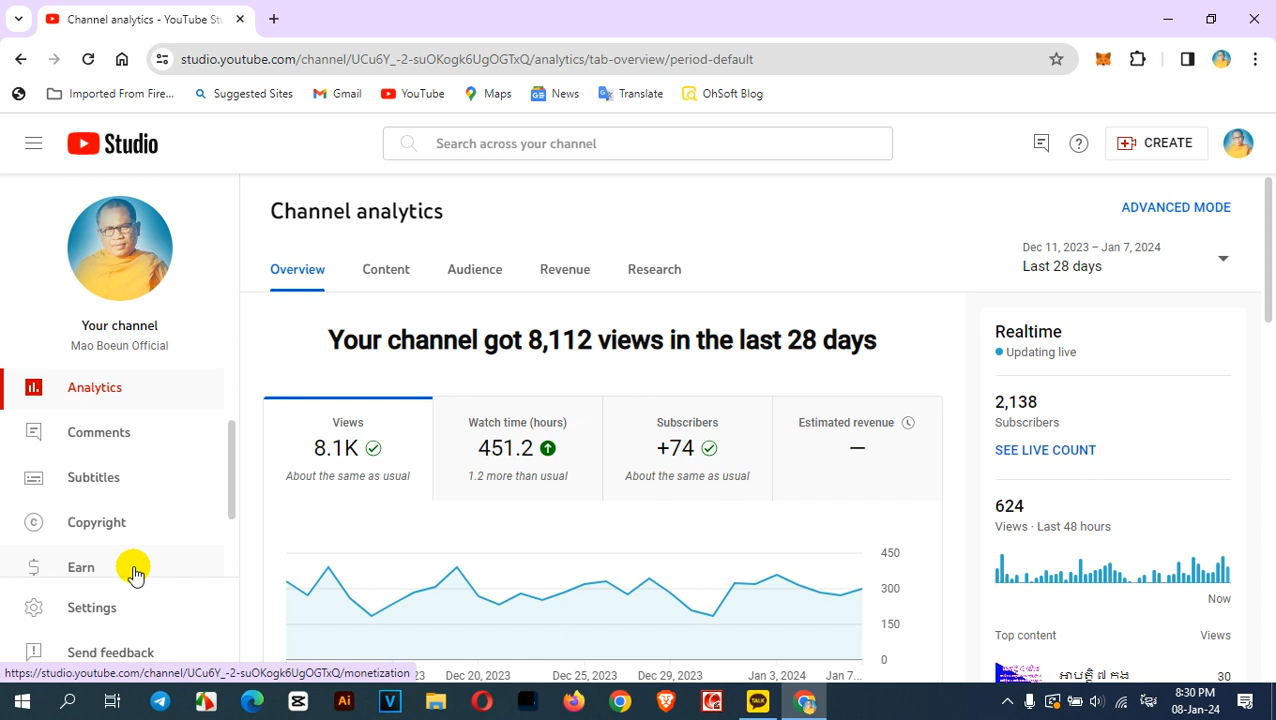 Channel analytics - YouTube Stu
studio.youtube.com/channel/UCu6Y_-2-suOKogk6UgOGTxQ/analytics/tab-overview/period-default
Imported From Fire...
Suggested Sites
Gmail
YouTube
Maps
News
Translate
OhSoft Blog
Studio
Search across your channel
CREATE
Channel analytics
ADVANCED MODE
Dec 11, 2023 – Jan 7, 2024
Last 28 days
Overview
Content
Audience
Revenue
Research
Your channel
Mao Boeun Official
Analytics
Comments
Subtitles
Copyright
Earn
Settings
Send feedback
Your channel got 8,112 views in the last 28 days
Views
8.1K
About the same as usual
Watch time (hours)
451.2
1.2 more than usual
Subscribers
+74
About the same as usual
Estimated revenue
—
450
300
150
0
23
Dec 20, 2023
Dec 25, 2023
Dec 29, 2023
Jan 3, 2024
Jan 7...
Realtime
Updating live
2,138
Subscribers
SEE LIVE COUNT
624
Views · Last 48 hours
Now
Top content
Views
30
https://studio.youtube.com/channel/UCu6Y_-2-suOKogk6UgOGTxQ/monetization
Ai
V
TALK
8:30 PM
08-Jan-24